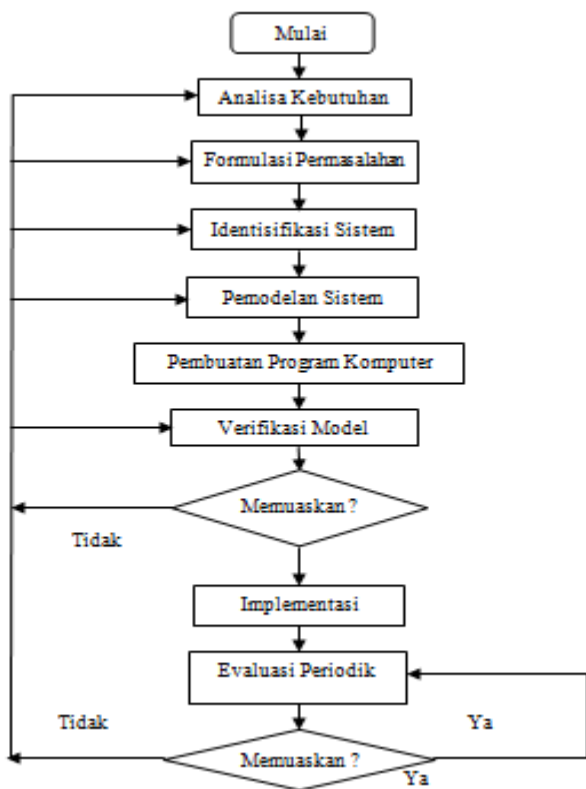 Mulai
Analisa Kebutuhan
Formulasi Permasalahan
Identisifikasi Sistem
Pemodelan Sistem
Pembuatan Program Komputer
Verifikasi Model
Memuaskan ?
Tidak
Implementasi
Evaluasi Periodik
Tidak
Ya
Memuaskan ?
Ya